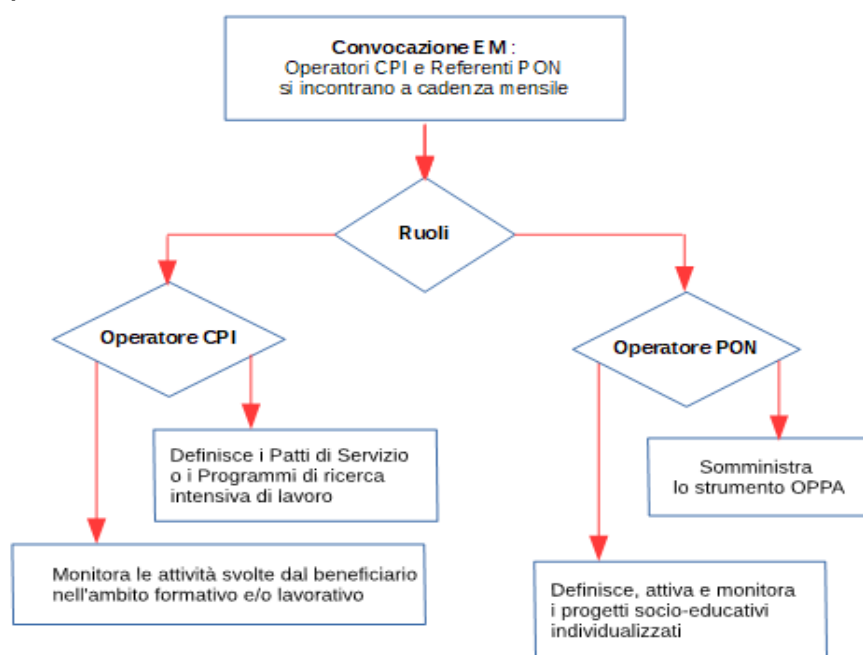 Convocazione EM:
Operatori CPI e Referenti PON
si incontrano a cadenza mensile
Ruoli
Operatore CPI
Operatore PON
Definisce i Patti di Servizio
o i Programmi di ricerca
intensiva di lavoro
Somministra
lo strumento OPPA
Monitora le attività svolte dal beneficiario
nell'ambito formativo e/o lavorativo
Definisce, attiva e monitora
i progetti socio-educativi
individualizzati